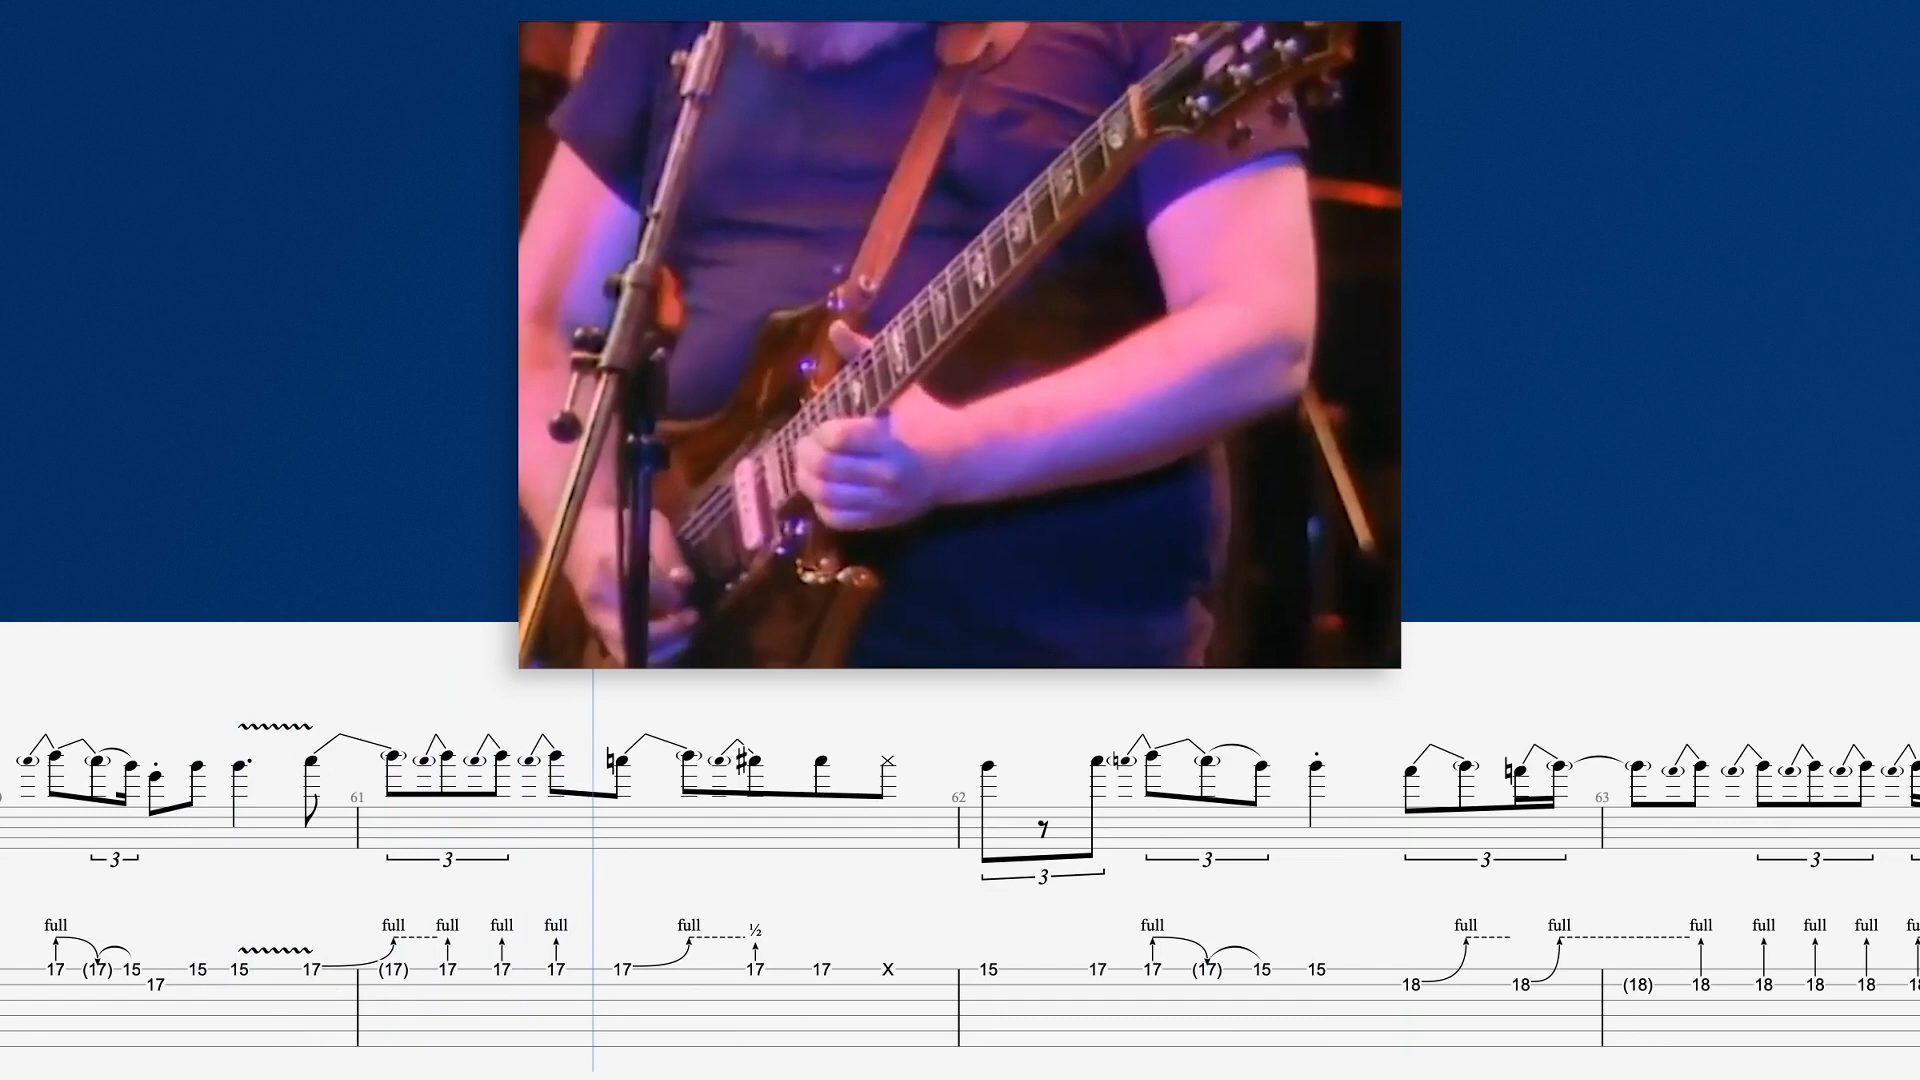 61 62 63
3 3 3 3 3 3
full full full full full full ½ full full full full full full full
17 (17) 15 15 15 17 (17) 17 17 17 17 17 17 X 15 17 17 (17) 15 15
17 18 18 (18) 18 18 18 18